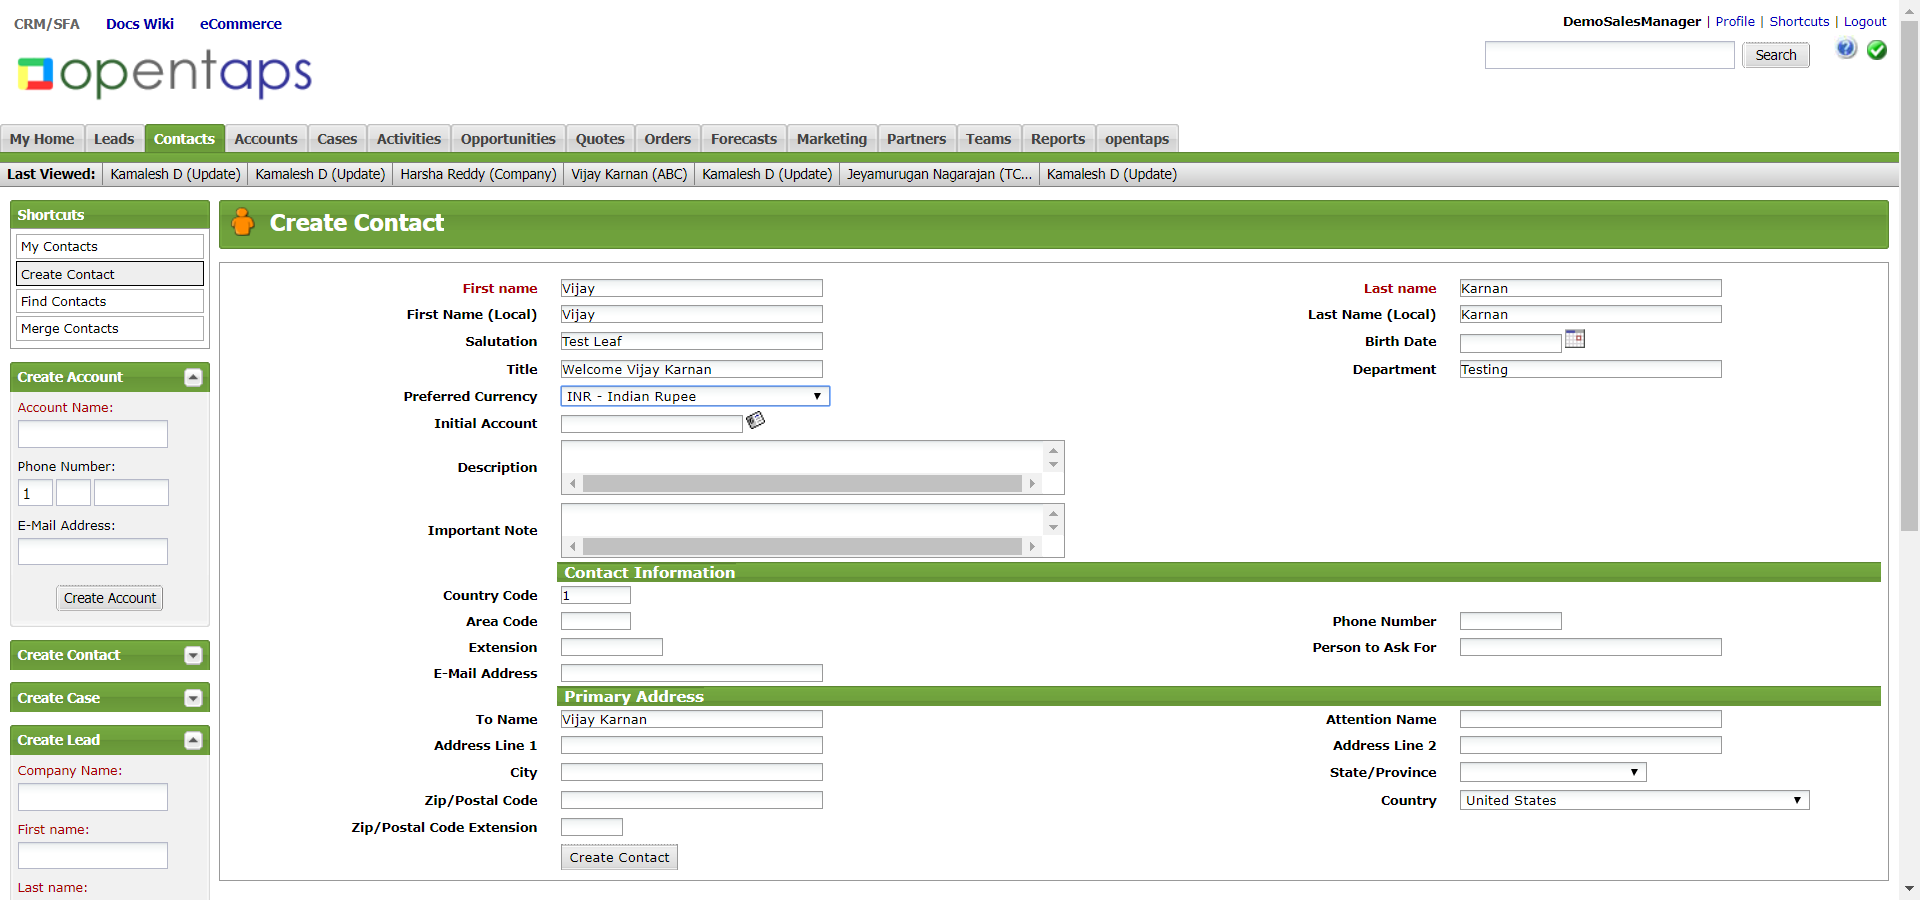 CRM/SFA Docs Wiki eCommerce
DemoSalesManager | Profile | Shortcuts | Logout
opentaps
Search
My Home Leads Contacts Accounts Cases Activities Opportunities Quotes Orders Forecasts Marketing Partners Teams Reports opentaps
Last Viewed: Kamalesh D (Update) Kamalesh D (Update) Harsha Reddy (Company) Vijay Karnan (ABC) Kamalesh D (Update) Jeyamurugan Nagarajan (TC... Kamalesh D (Update)
Shortcuts
My Contacts
Create Contact
Find Contacts
Merge Contacts
Create Account
Account Name:
Phone Number:
1
E-Mail Address:
Create Account
Create Contact
Create Case
Create Lead
Company Name:
First name:
Last name:
Create Contact
First name Vijay Last name Karnan
First Name (Local) Vijay Last Name (Local) Karnan
Salutation Test Leaf Birth Date
Title Welcome Vijay Karnan Department Testing
Preferred Currency INR - Indian Rupee
Initial Account
Description
Important Note
Contact Information
Country Code 1
Area Code Phone Number
Extension Person to Ask For
E-Mail Address
Primary Address
To Name Vijay Karnan Attention Name
Address Line 1 Address Line 2
City State/Province
Zip/Postal Code Country United States
Zip/Postal Code Extension
Create Contact